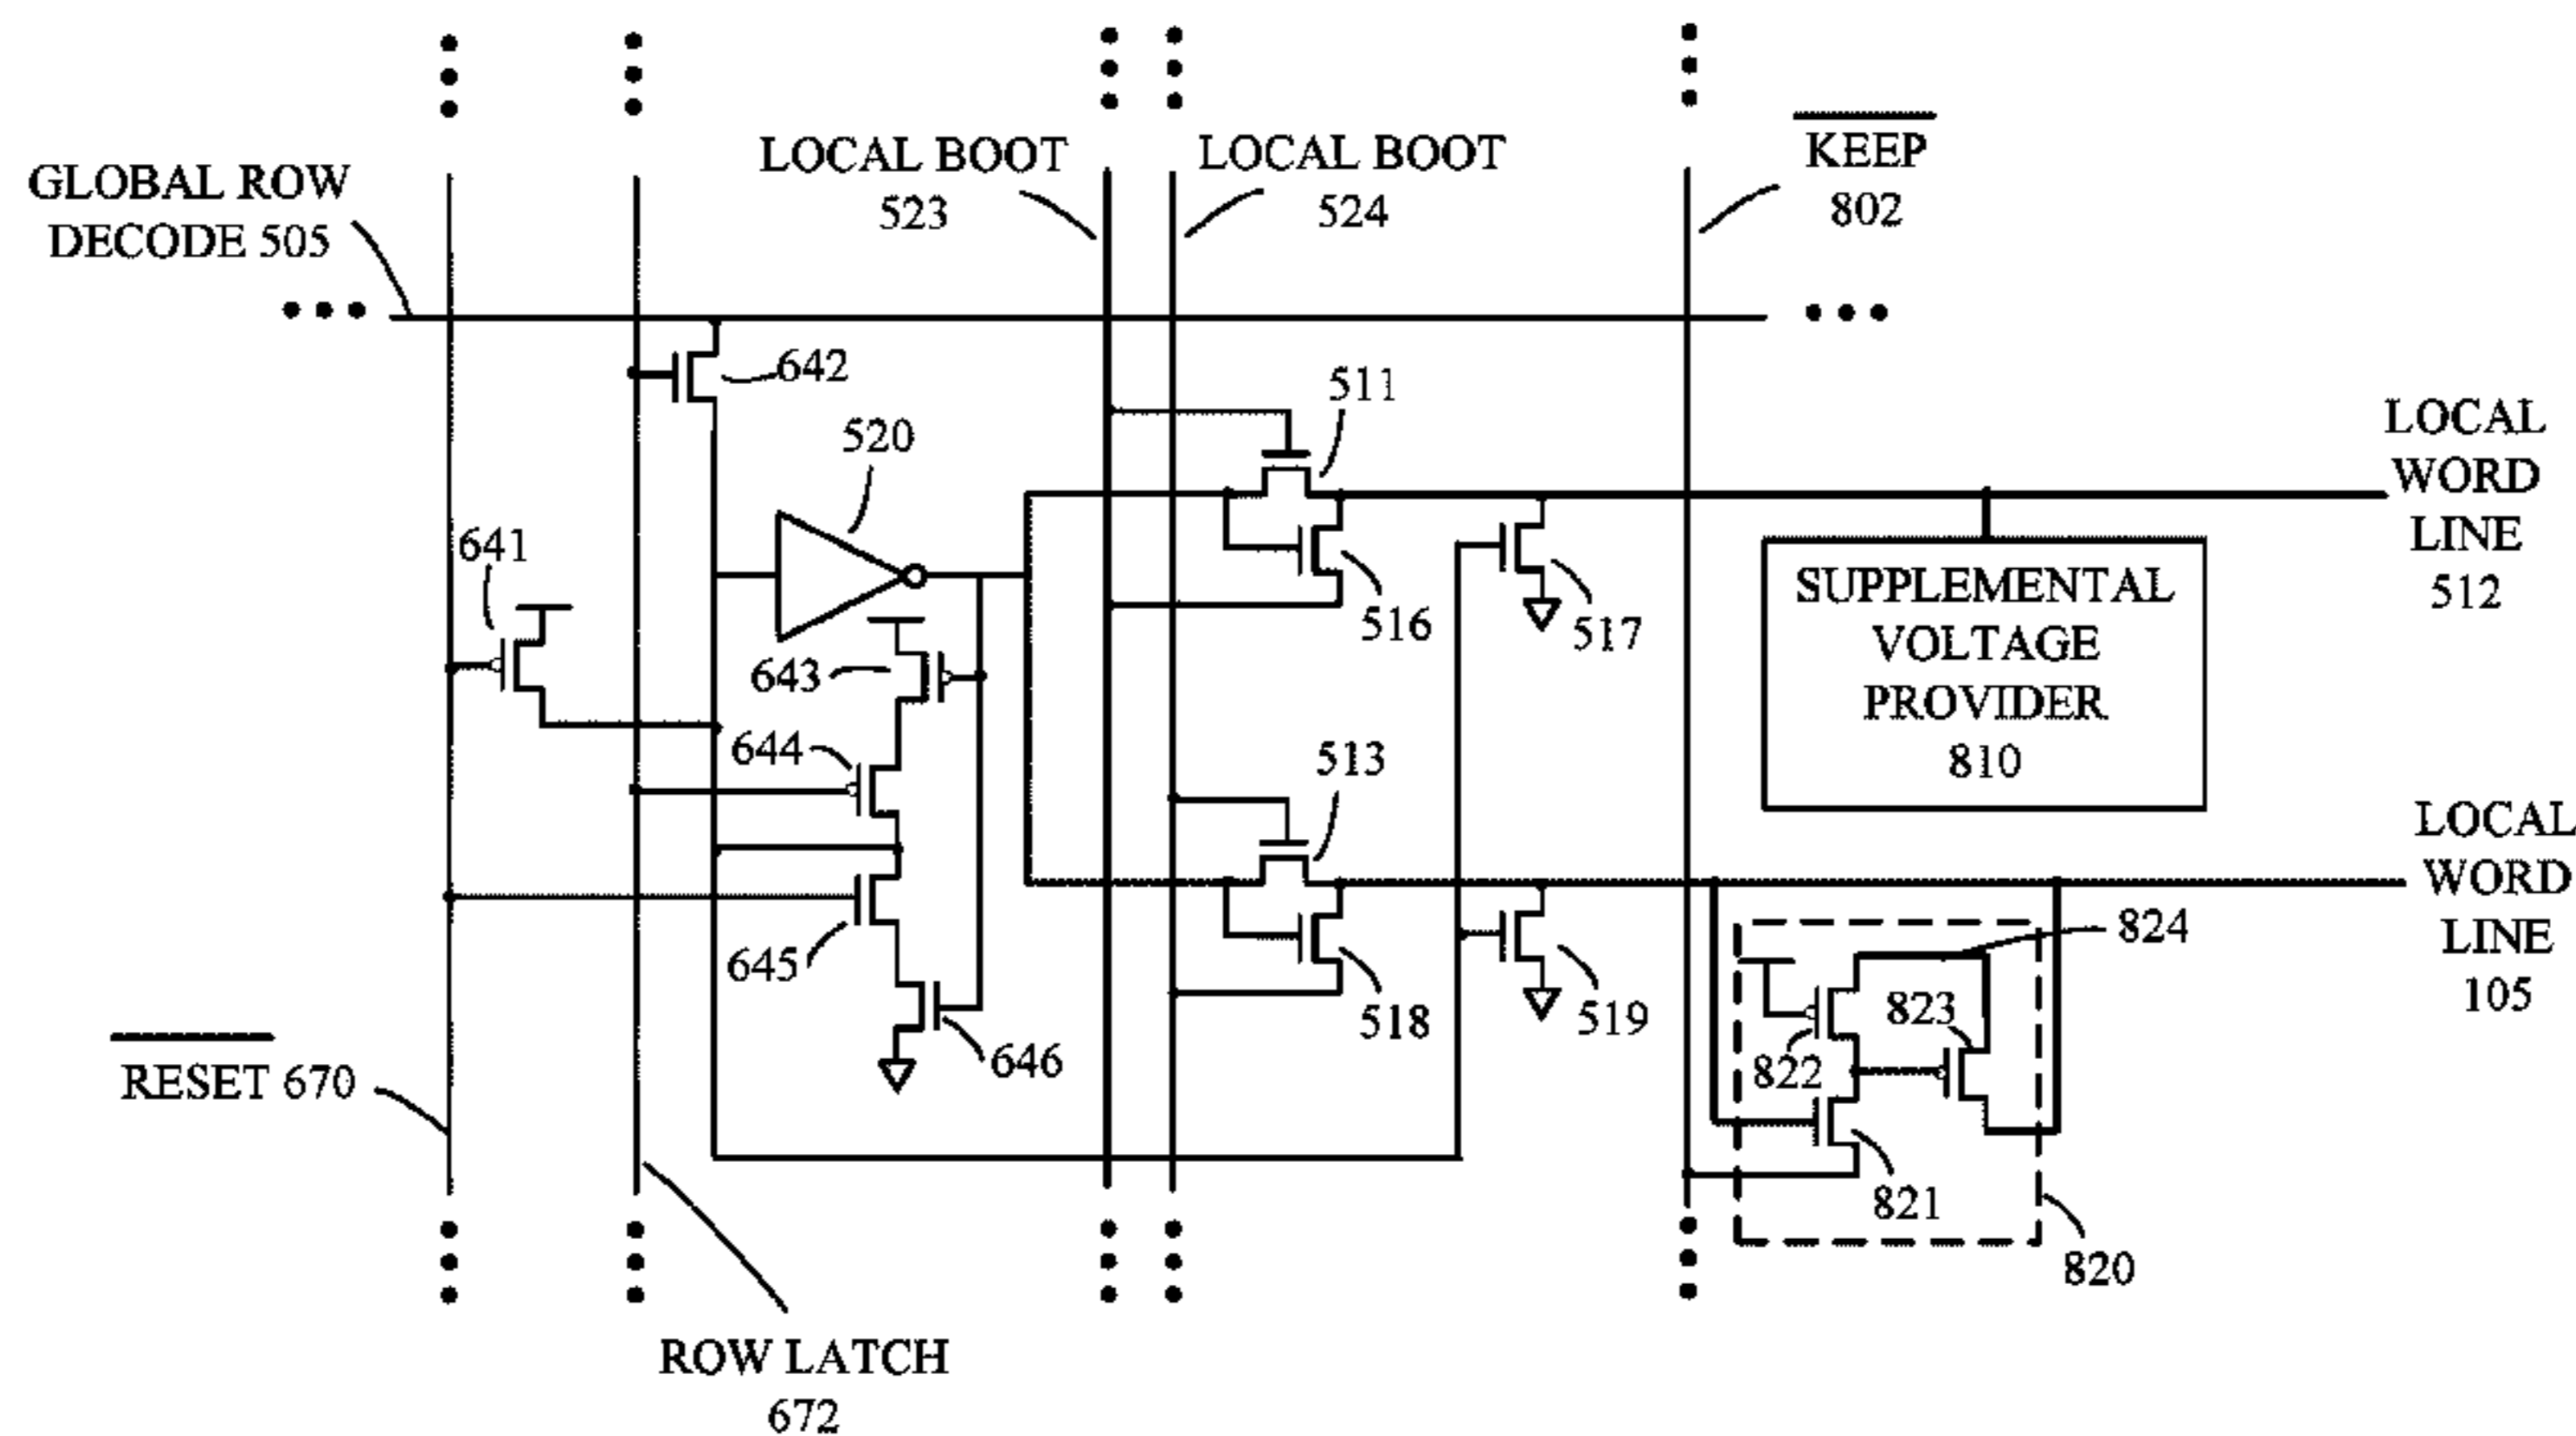 GLOBAL ROW
DECODE 505
LOCAL BOOT
523
LOCAL BOOT
524
KEEP
802
642
511
LOCAL
WORD
LINE
512
520
641
516
517
SUPPLEMENTAL
VOLTAGE
PROVIDER
810
643
644
513
LOCAL
WORD
LINE
105
645
518
519
824
823
822
821
820
646
RESET 670
ROW LATCH
672